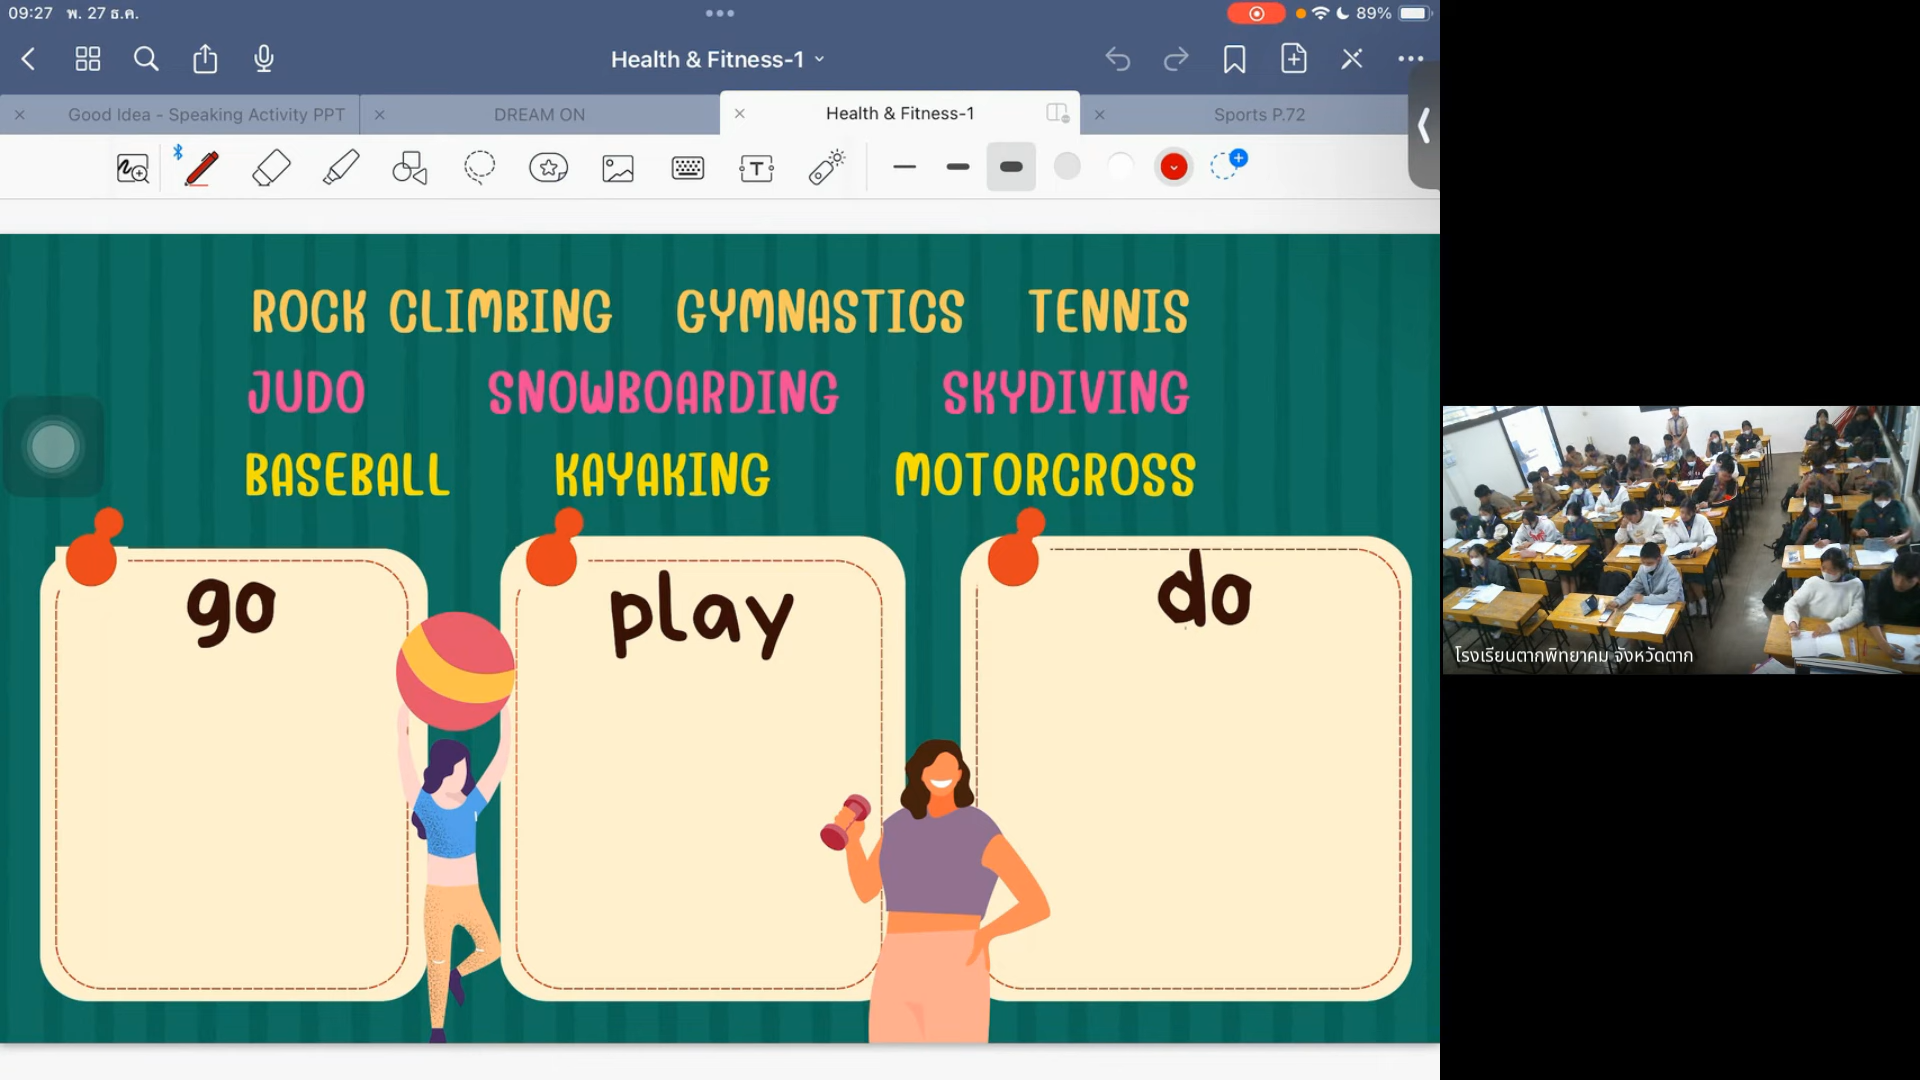 09:27 พ. 27 ธ.ค.
89%
Health & Fitness-1
Good Idea - Speaking Activity PPT
DREAM ON
Health & Fitness-1
Sports P.72
ROCK CLIMBING GYMNASTICS TENNIS
JUDO SNOWBOARDING SKYDIVING
BASEBALL KAYAKING MOTORCROSS
go
play
do
โรงเรียนตากพิทยาคม จังหวัดตาก